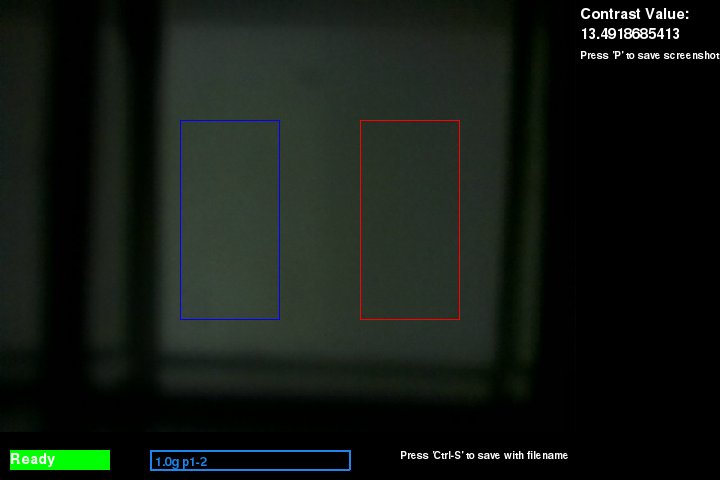 Contrast Value:
13.4918685413
Press 'P' to save screenshot
Ready
1.0g p1-2
Press 'Ctrl-S' to save with filename